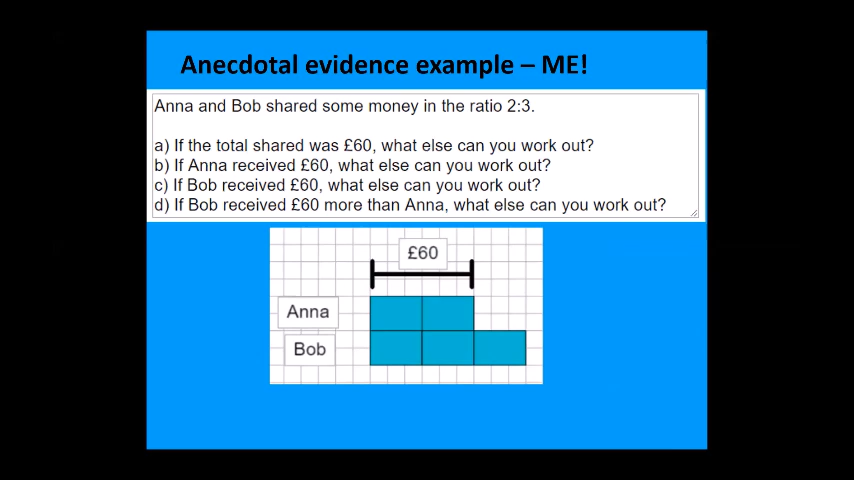 Anecdotal evidence example – ME!
Anna and Bob shared some money in the ratio 2:3.
a) If the total shared was £60, what else can you work out?
b) If Anna received £60, what else can you work out?
c) If Bob received £60, what else can you work out?
d) If Bob received £60 more than Anna, what else can you work out?
£60
Anna
Bob